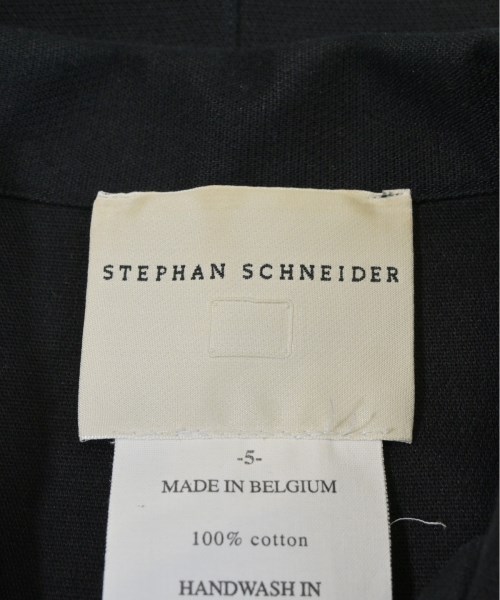 STEPHAN SCHNEIDER
-5-
MADE IN BELGIUM
100% cotton
HANDWASH IN